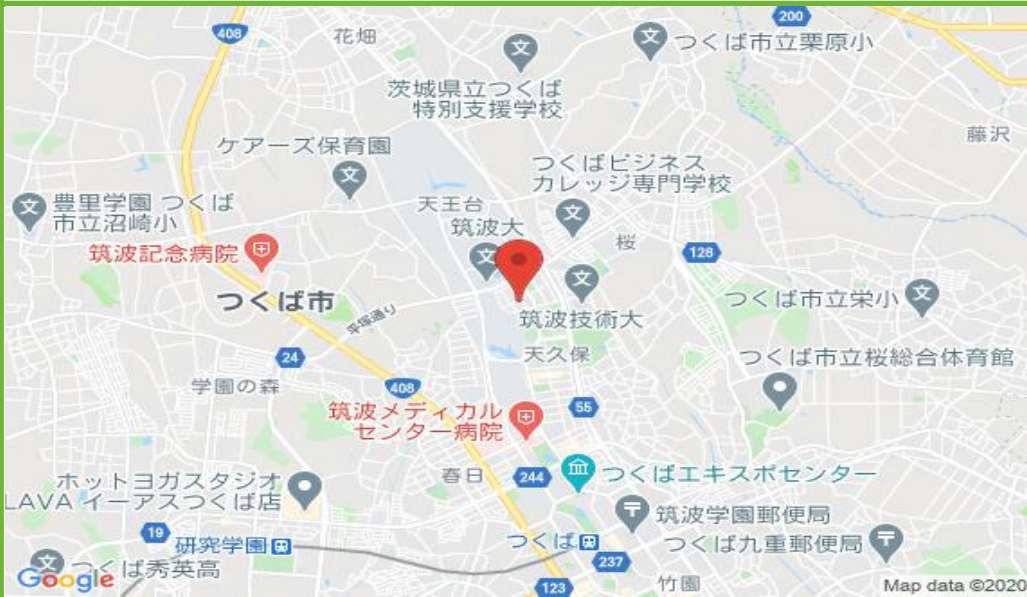 408
花畑
200
つくば市立栗原小
茨城県立つくば
特別支援学校
藤沢
ケアーズ保育園
つくばビジネス
カレッジ専門学校
豊里学園 つくば
市立沼崎小
天王台
筑波大
桜
128
筑波記念病院
つくば市
つくば市立栄小
平塚通り
筑波技術大
24
天久保
つくば市立桜総合体育館
学園の森
408
筑波メディカル
センター病院
55
春日
244
つくばエキスポセンター
ホットヨガスタジオ
LAVA イーアスつくば店
筑波学園郵便局
19
研究学園
つくば
つくば九重郵便局
237
つくば秀英高
Google
123
竹園
Map data ©2020